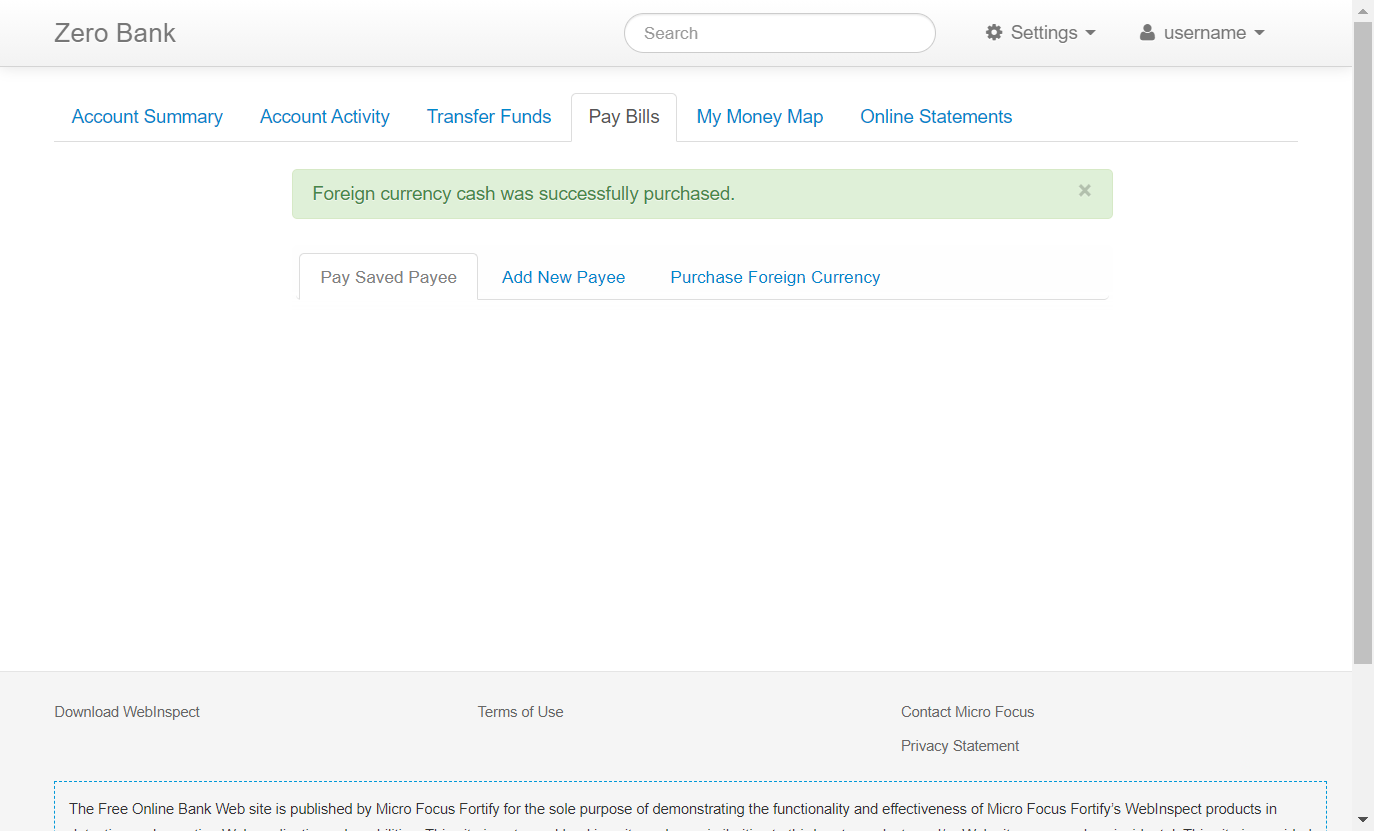 Zero Bank
Search
Settings
username
Account Summary
Account Activity
Transfer Funds
Pay Bills
My Money Map
Online Statements
Foreign currency cash was successfully purchased.
×
Pay Saved Payee
Add New Payee
Purchase Foreign Currency
Download WebInspect
Terms of Use
Contact Micro Focus
Privacy Statement
The Free Online Bank Web site is published by Micro Focus Fortify for the sole purpose of demonstrating the functionality and effectiveness of Micro Focus Fortify's WebInspect products in